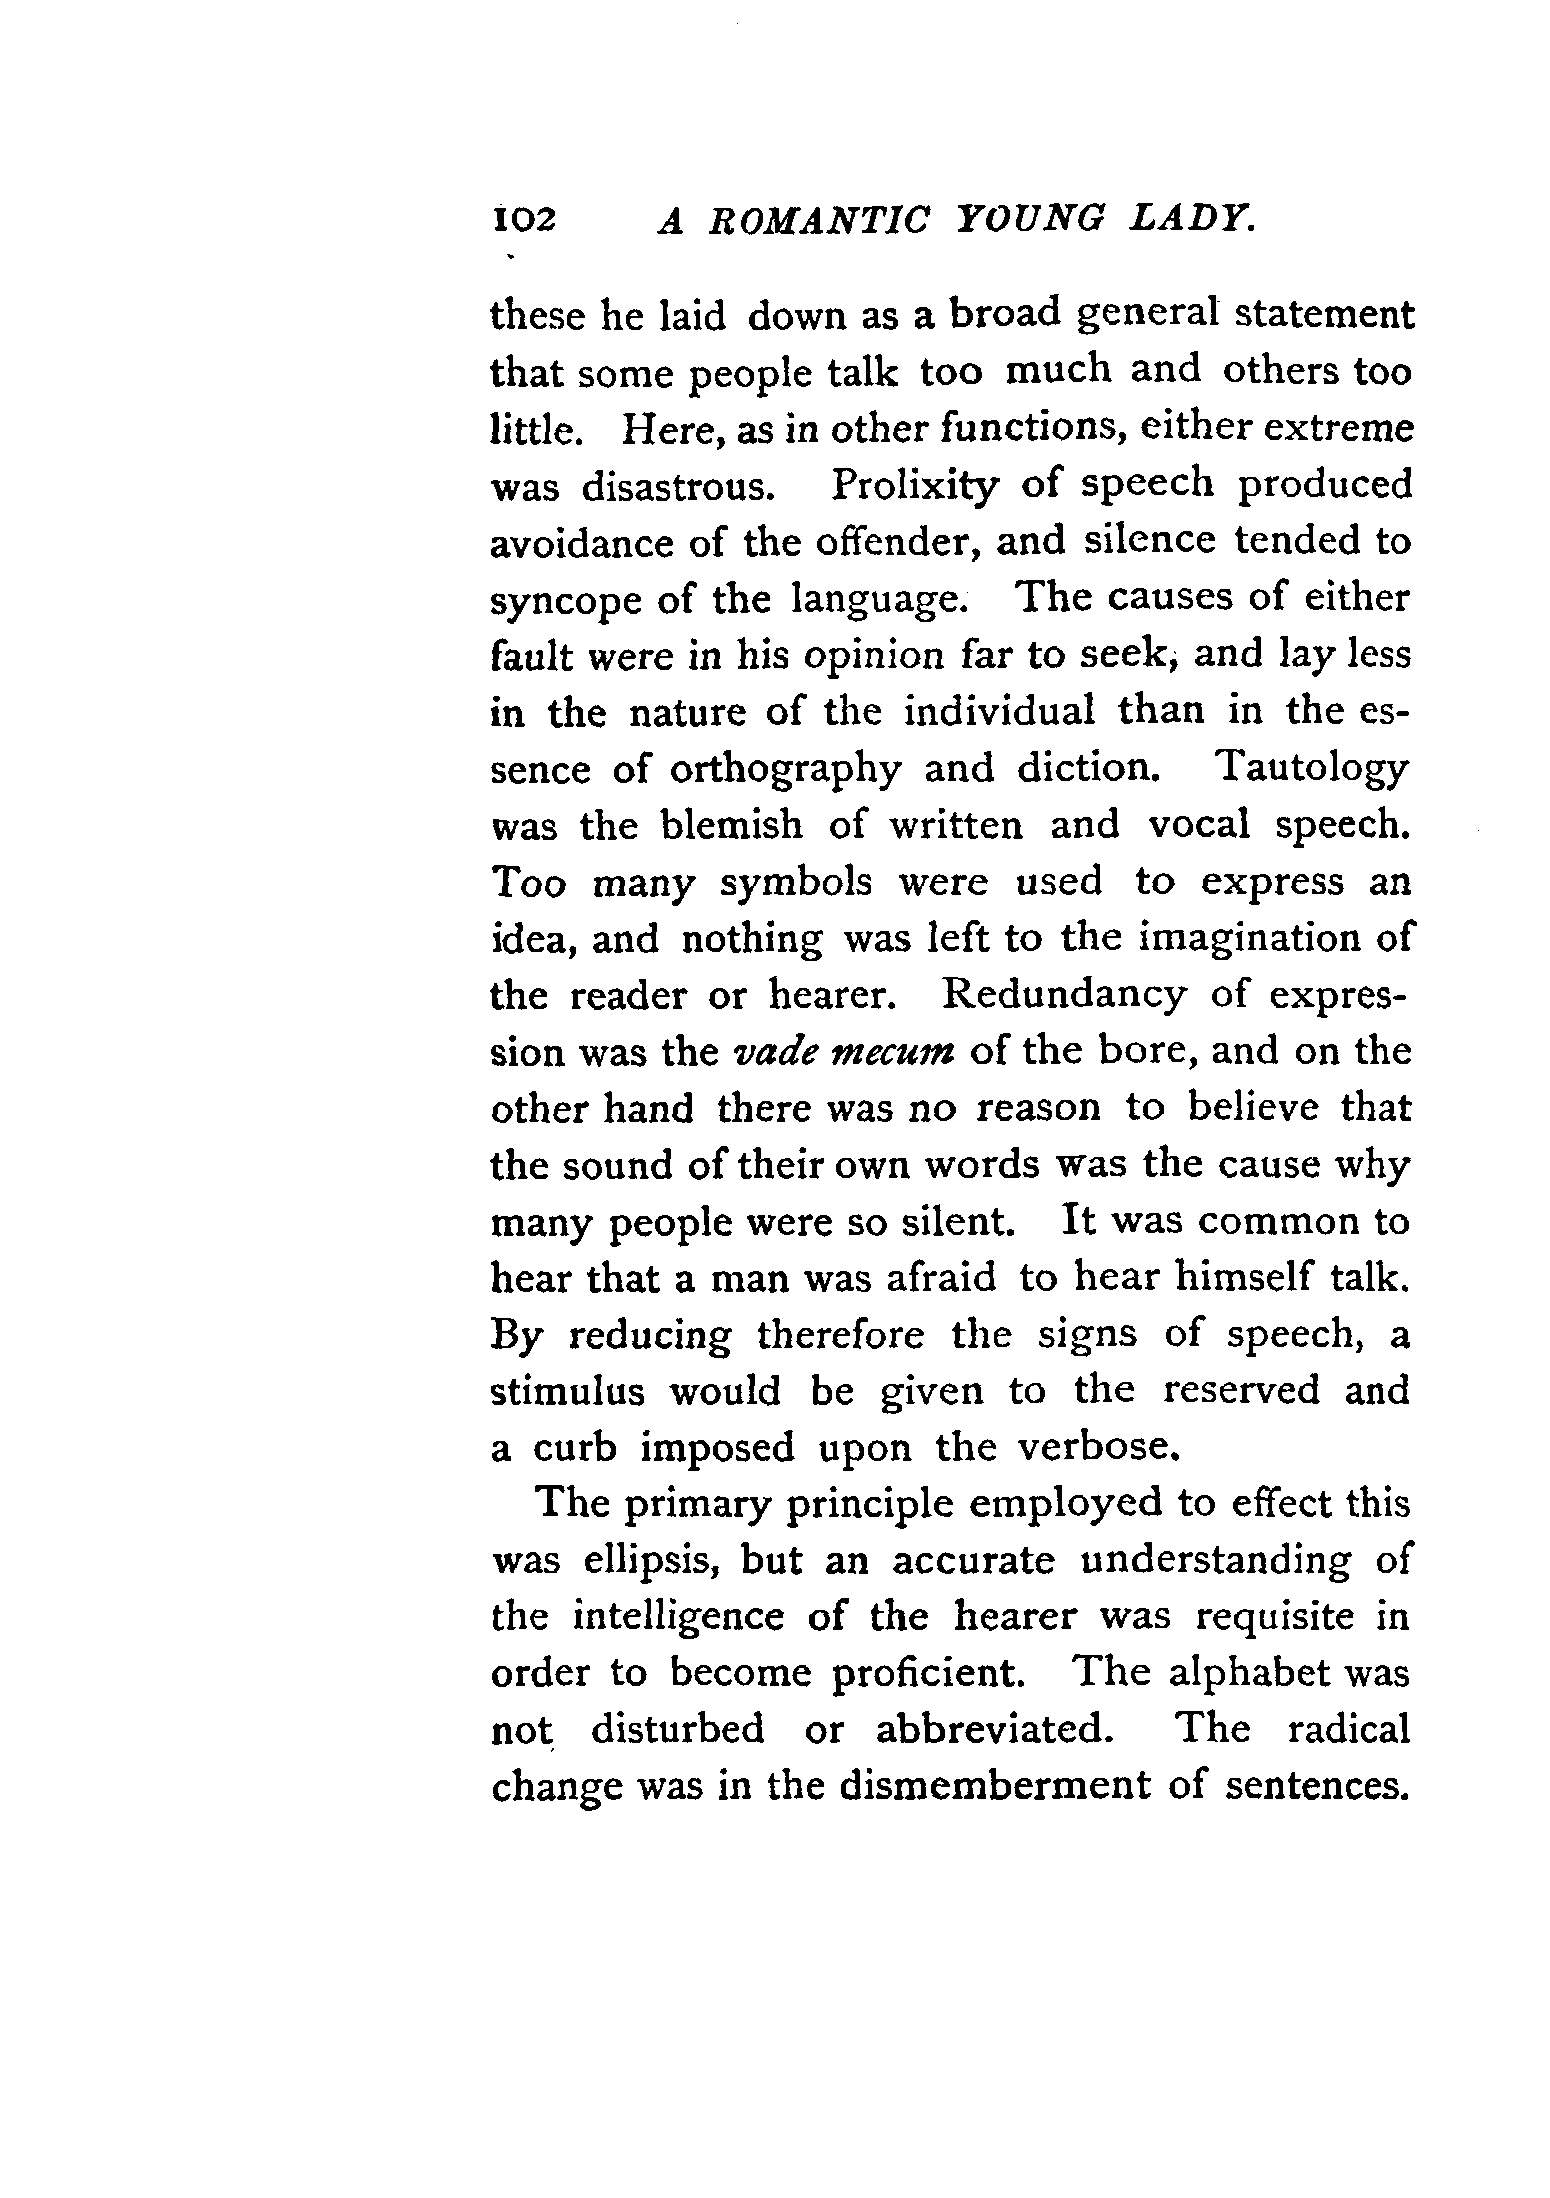 102 A ROMANTIC YOUNG LADY.
these he laid down as a broad general statement
that some people talk too much and others too
little. Here, as in other functions, either extreme
was disastrous. Prolixity of speech produced
avoidance of the offender, and silence tended to
syncope of the language. The causes of either
fault were in his opinion far to seek, and lay less
in the nature of the individual than in the es-
sence of orthography and diction. Tautology
was the blemish of written and vocal speech.
Too many symbols were used to express an
idea, and nothing was left to the imagination of
the reader or hearer. Redundancy of expres-
sion was the vade mecum of the bore, and on the
other hand there was no reason to believe that
the sound of their own words was the cause why
many people were so silent. It was common to
hear that a man was afraid to hear himself talk.
By reducing therefore the signs of speech, a
stimulus would be given to the reserved and
a curb imposed upon the verbose.
The primary principle employed to effect this
was ellipsis, but an accurate understanding of
the intelligence of the hearer was requisite in
order to become proficient. The alphabet was
not disturbed or abbreviated. The radical
change was in the dismemberment of sentences.